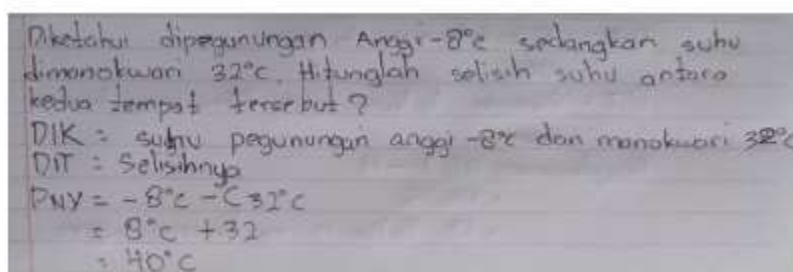 Diketahui dipegunungan Anggi -8°C sedangkan suhu
dimanokwari 32°C. Hitunglah selisih suhu antara
kedua tempat tersebut?
DIK : suhu pegunungan anggi -8°C dan manokwari 32°C
DIT : Selisihnya
PNY = -8°C - (32°C
= 8°C + 32
= 40°C